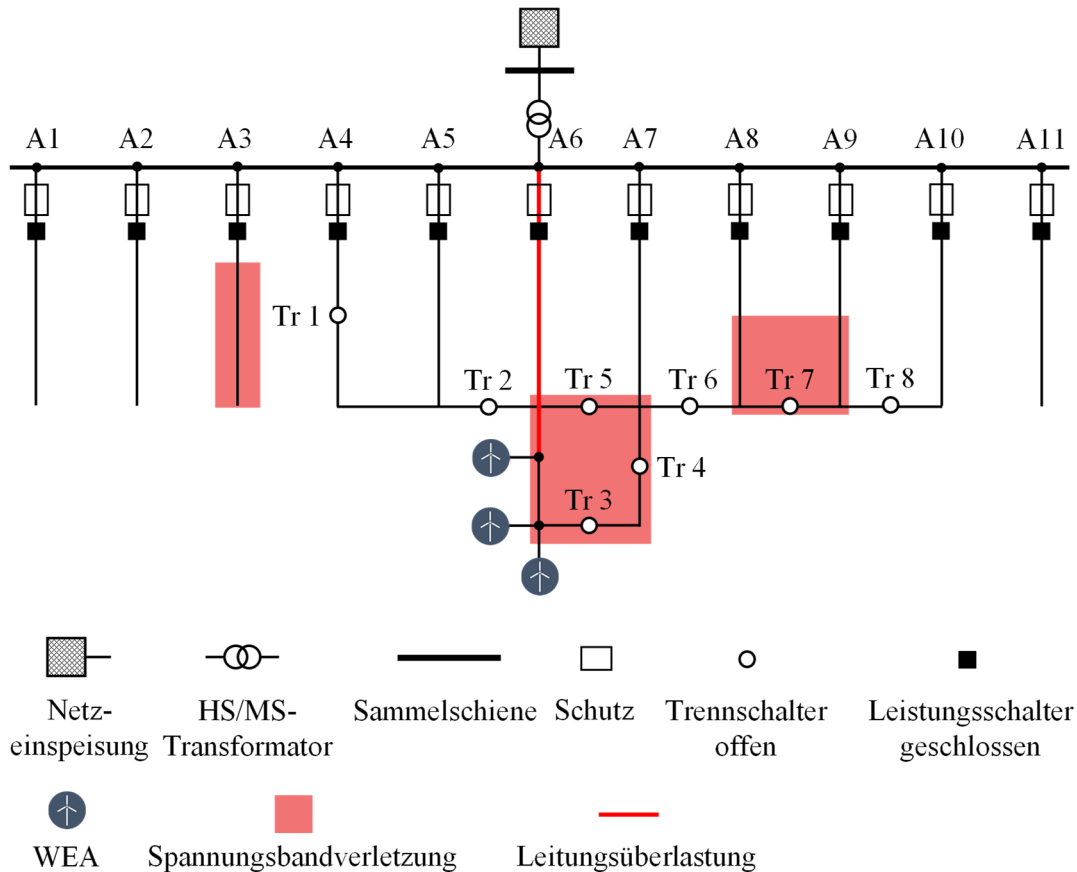 A1 A2 A3 A4 A5 A6 A7 A8 A9 A10 A11
Tr 1
Tr 2 Tr 5 Tr 6 Tr 7 Tr 8
Tr 4
Tr 3
Netz-
einspeisung
HS/MS-
Transformator
Sammelschiene
Schutz
Trennschalter
offen
Leistungsschalter
geschlossen
WEA
Spannungsbandverletzung
Leitungsüberlastung